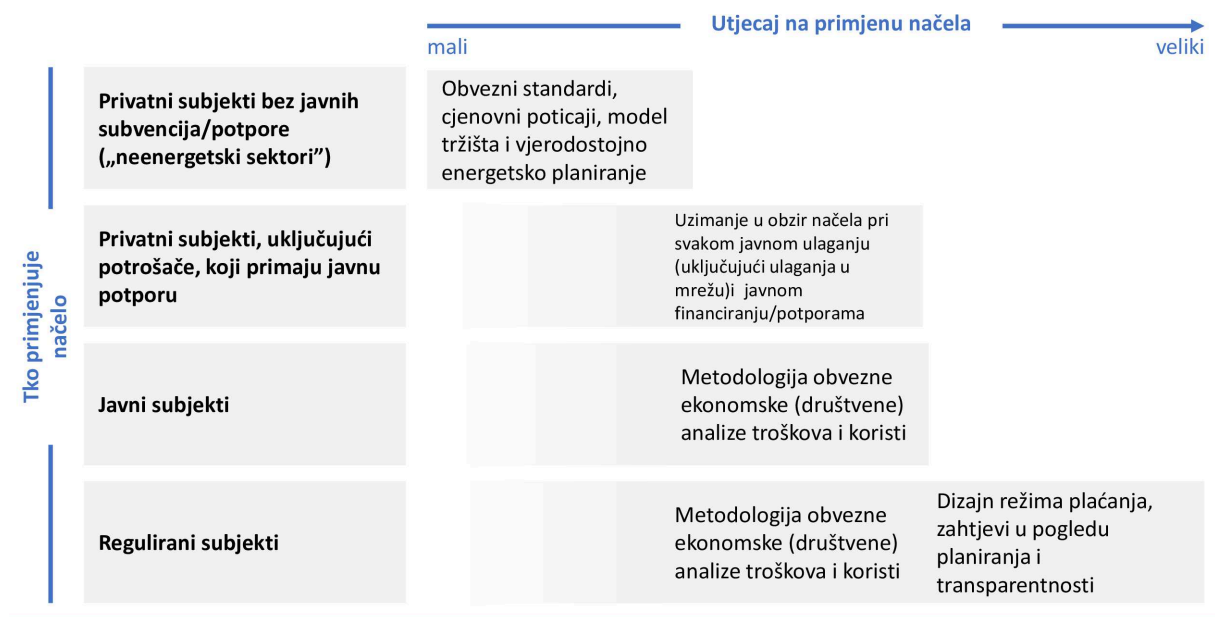 Utjecaj na primjenu načela
mali
veliki
Tko primjenjuje
načelo
Privatni subjekti bez javnih
subvencija/potpore
(„neenergetski sektori”)
Obvezni standardi,
cjenovni poticaji, model
tržišta i vjerodostojno
energetsko planiranje
Privatni subjekti, uključujući
potrošače, koji primaju javnu
potporu
Uzimanje u obzir načela pri
svakom javnom ulaganju
(uključujući ulaganja u
mrežu)i javnom
financiranju/potporama
Javni subjekti
Metodologija obvezne
ekonomske (društvene)
analize troškova i koristi
Regulirani subjekti
Metodologija obvezne
ekonomske (društvene)
analize troškova i koristi
Dizajn režima plaćanja,
zahtjevi u pogledu
planiranja i
transparentnosti